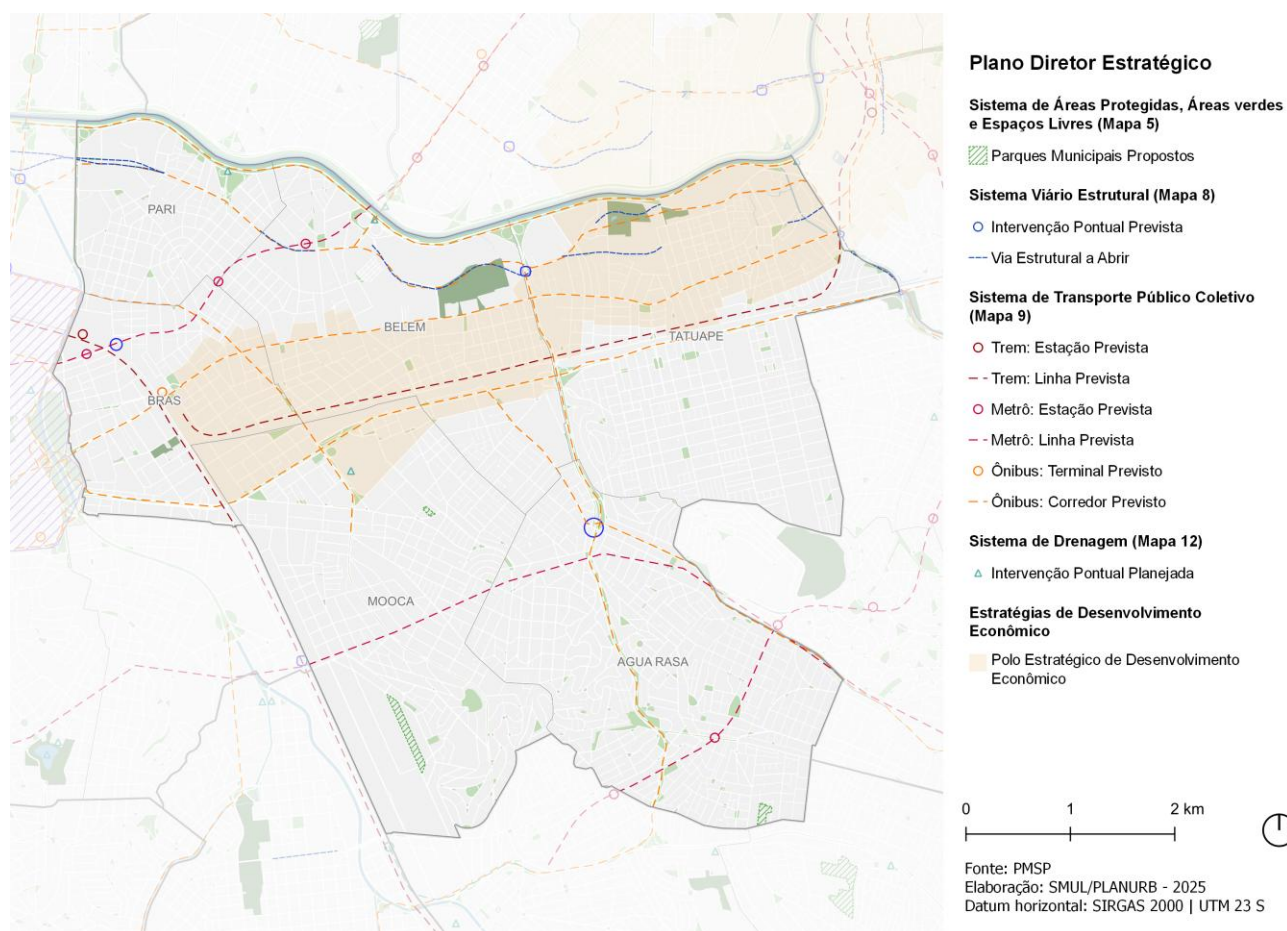 Plano Diretor Estratégico
Sistema de Áreas Protegidas, Áreas verdes
e Espaços Livres (Mapa 5)
Parques Municipais Propostos
Sistema Viário Estrutural (Mapa 8)
Intervenção Pontual Prevista
Via Estrutural a Abrir
Sistema de Transporte Público Coletivo
(Mapa 9)
Trem: Estação Prevista
Trem: Linha Prevista
Metrô: Estação Prevista
Metrô: Linha Prevista
Ônibus: Terminal Previsto
Ônibus: Corredor Previsto
Sistema de Drenagem (Mapa 12)
Intervenção Pontual Planejada
Estratégias de Desenvolvimento
Econômico
Polo Estratégico de Desenvolvimento
Econômico
0 1 2 km
Fonte: PMSP
Elaboração: SMUL/PLANURB - 2025
Datum horizontal: SIRGAS 2000 | UTM 23 S
PARI
BELEM
TATUAPE
BRAS
MOOCA
AGUA RASA